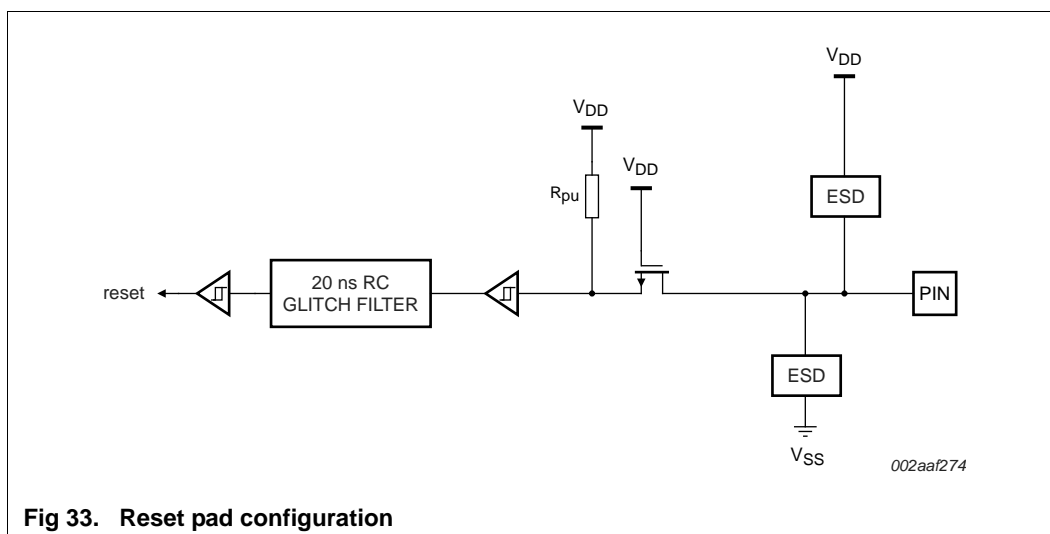 VDD
VDD
VDD
Rpu
ESD
reset
20 ns RC
GLITCH FILTER
PIN
ESD
VSS
002aaf274
Fig 33. Reset pad configuration